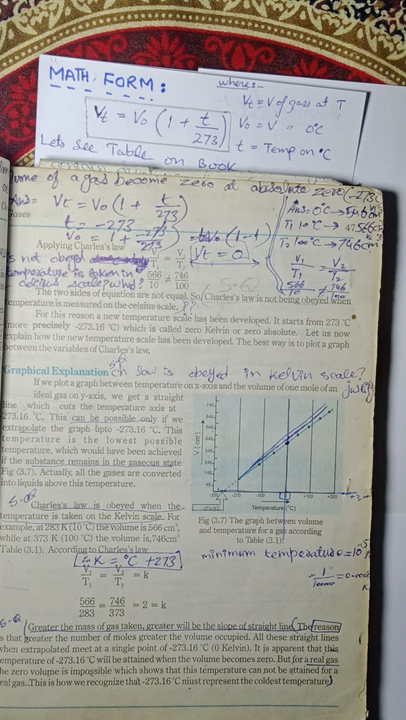 MATH FORM:
where:-
Vt = V of gas at T
V0 = V " 0°C
t = Temp on °C
Vt = V0 (1 + t/273)
Lets See Table on Book
ume of a gas become zero at absolute zero (-273
Ans= Vt = V0 (1 + t/273)
Gases
t = -273
Vt = 0
Ans= 0°C →
T1 10°C → 566cm
T2 100°C → 746cm
V1/T1 = V2/T2
566/10 ≠ 746/100
Applying Charles's law
s not obeyed
temperature is taken in
celsius scale? why?
566/10 = 746/100
The two sides of equation are not equal. So, Charles's law is not being obeyed when
temperature is measured on the celsius scale.
For this reason a new temperature scale has been developed. It starts from 273 °C
(more precisely -273.16 °C) which is called zero Kelvin or zero absolute. Let us now
explain how the new temperature scale has been developed. The best way is to plot a graph
between the variables of Charles's law.
Graphical Explanation
Ch law is obeyed in kelvin scale?
justify
If we plot a graph between temperature on x-axis and the volume of one mole of an
ideal gas on y-axis, we get a straight
line which cuts the temperature axis at
-273.16 °C. This can be possible only if we
extrapolate the graph upto -273.16 °C. This
temperature is the lowest possible
temperature, which would have been achieved
if the substance remains in the gaseous state
Fig (3.7). Actually, all the gases are converted
into liquids above this temperature.
V (cm³)
Temperature (°C)
Fig (3.7) The graph between volume
and temperature for a gas according
to Table (3.1)
S.Q
Charles's law is obeyed when the
temperature is taken on the Kelvin scale. For
example, at 283 K (10 °C) the volume is 566 cm³,
while at 373 K (100 °C) the volume is,746cm³
Table (3.1). According to Charles's law
K = °C + 273
V1/T1 = V2/T2 = k
566/283 = 746/373 = 2 = k
minimum temperature = 10⁻⁵
S.Q
Greater the mass of gas taken, greater will be the slope of straight line. The reason
is that greater the number of moles greater the volume occupied. All these straight lines
when extrapolated meet at a single point of -273.16 °C (0 Kelvin). It is apparent that this
temperature of -273.16 °C will be attained when the volume becomes zero. But for a real gas
the zero volume is impossible which shows that this temperature can not be attained for a
real gas. This is how we recognize that -273.16 °C must represent the coldest temperature